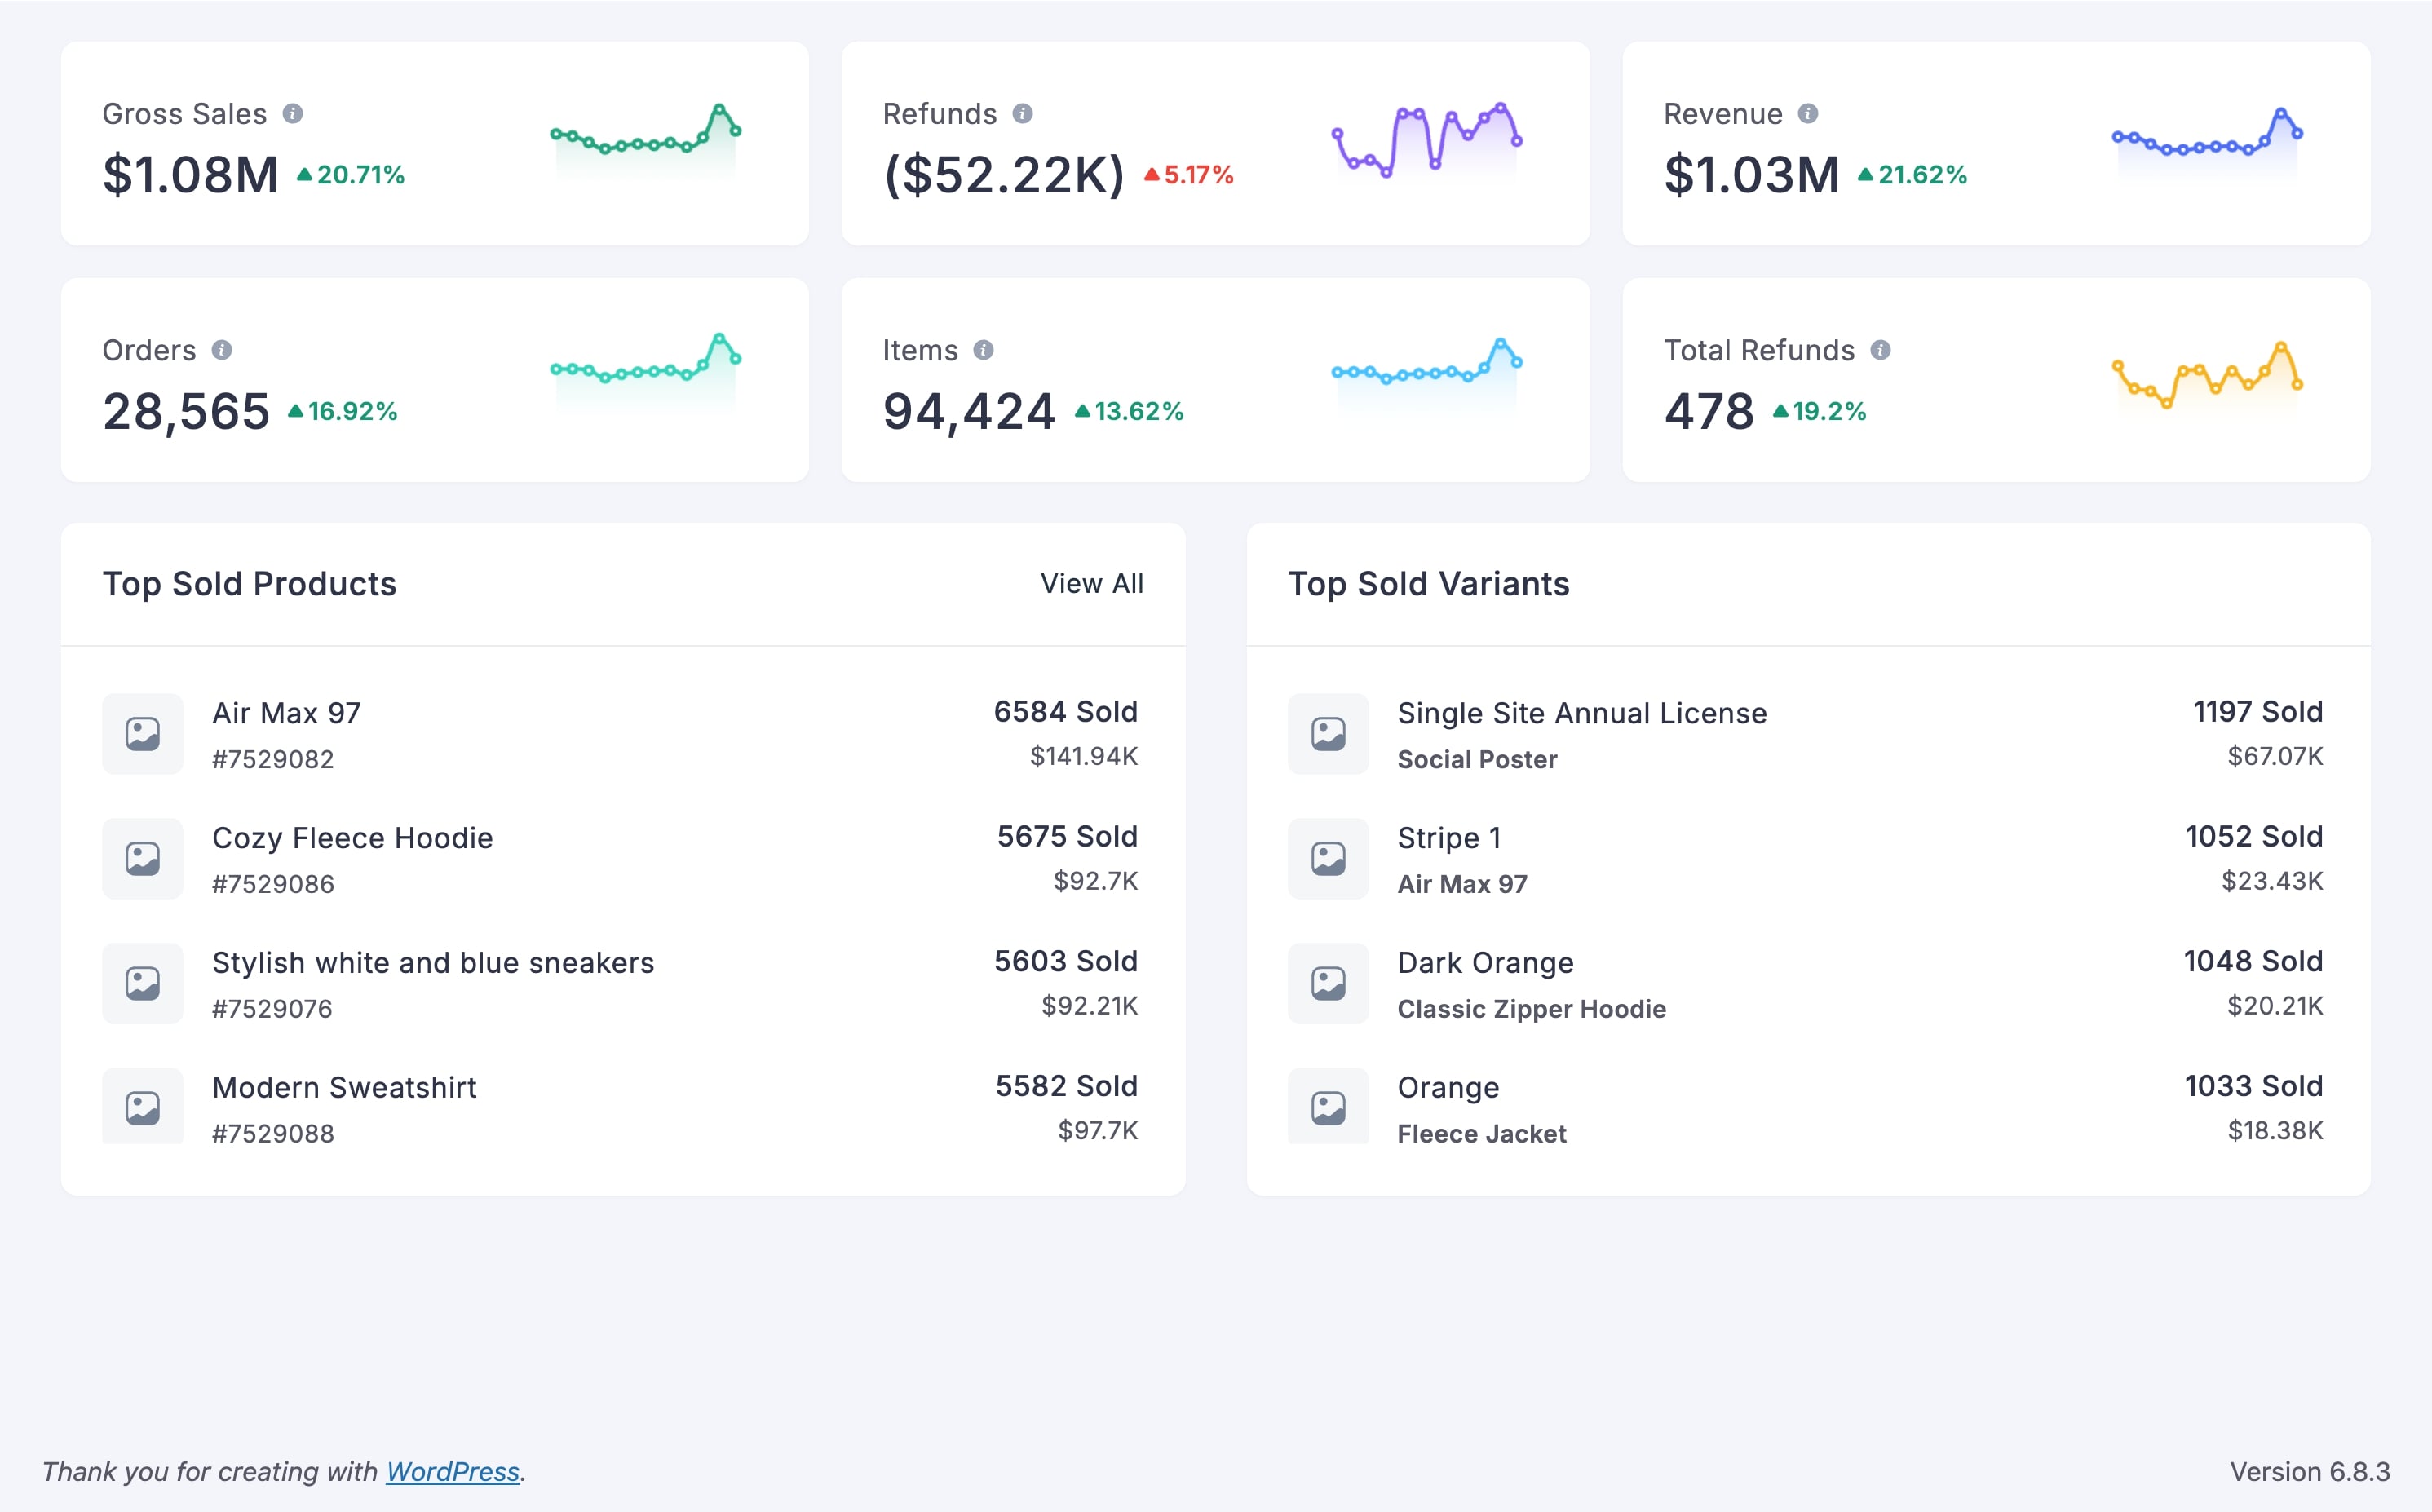 Gross Sales
$1.08M 20.71%
Refunds
($52.22K) 5.17%
Revenue
$1.03M 21.62%
Orders
28,565 16.92%
Items
94,424 13.62%
Total Refunds
478 19.2%
Top Sold Products View All
Air Max 97 6584 Sold
#7529082 $141.94K
Cozy Fleece Hoodie 5675 Sold
#7529086 $92.7K
Stylish white and blue sneakers 5603 Sold
#7529076 $92.21K
Modern Sweatshirt 5582 Sold
#7529088 $97.7K
Top Sold Variants
Single Site Annual License 1197 Sold
Social Poster $67.07K
Stripe 1 1052 Sold
Air Max 97 $23.43K
Dark Orange 1048 Sold
Classic Zipper Hoodie $20.21K
Orange 1033 Sold
Fleece Jacket $18.38K
Thank you for creating with WordPress. Version 6.8.3